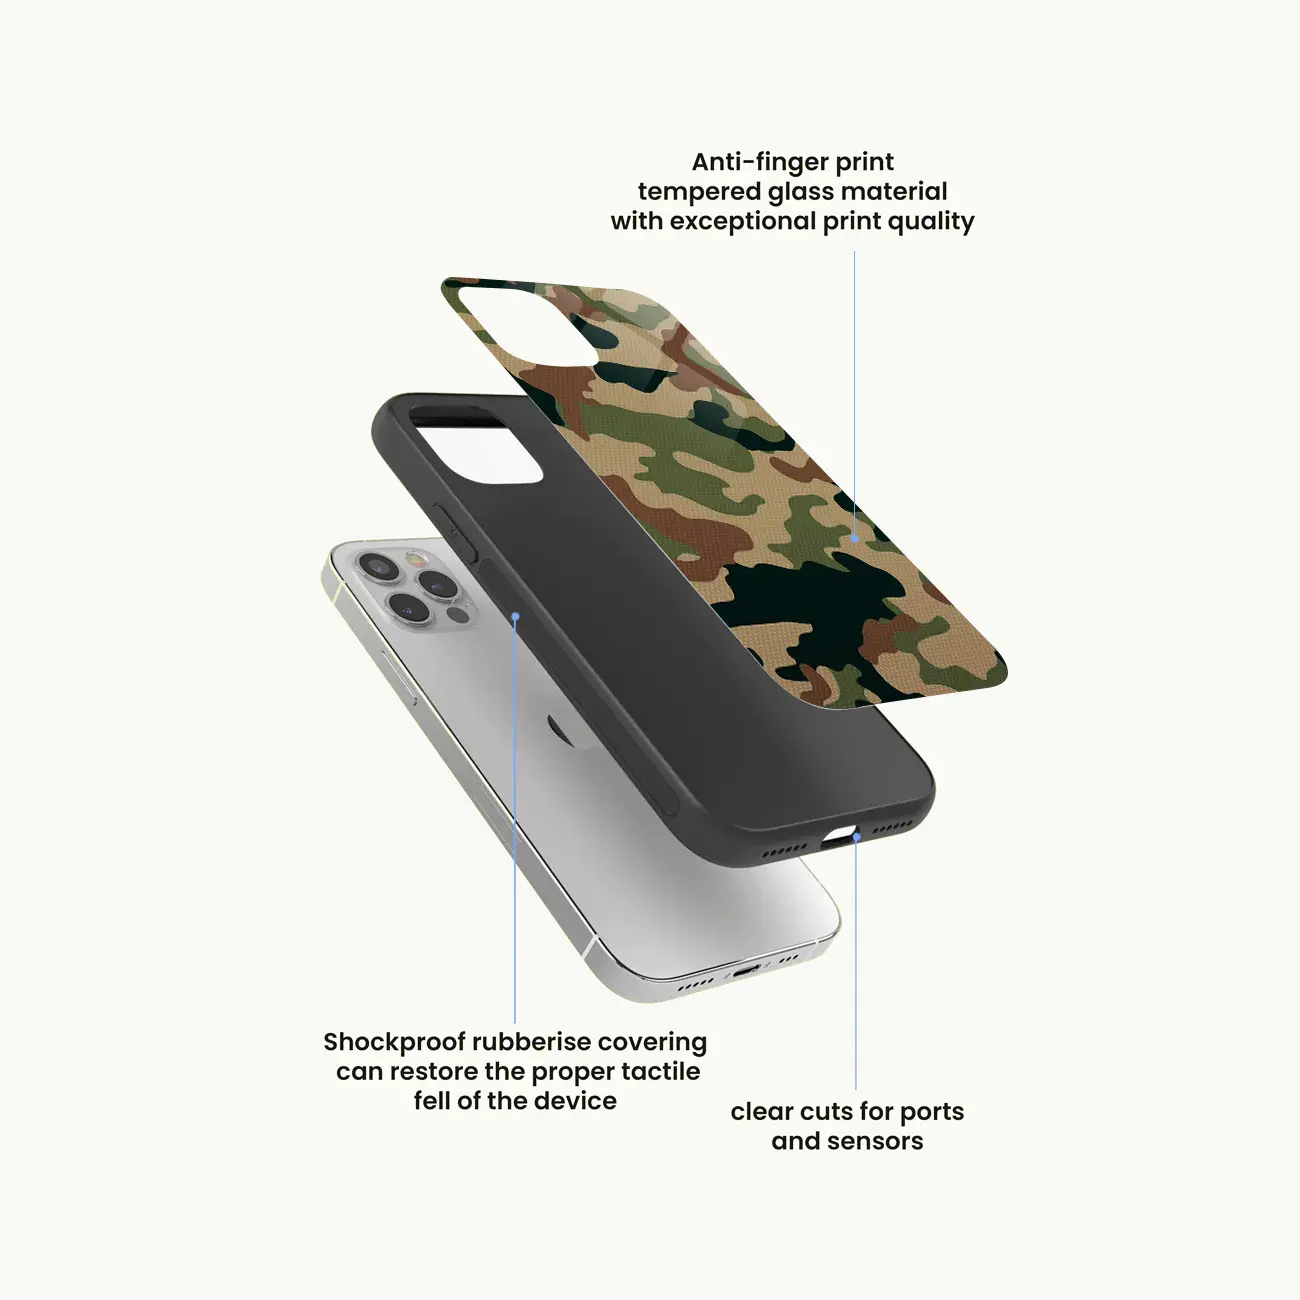 Anti-finger print
tempered glass material
with exceptional print quality
Shockproof rubberise covering
can restore the proper tactile
fell of the device
clear cuts for ports
and sensors